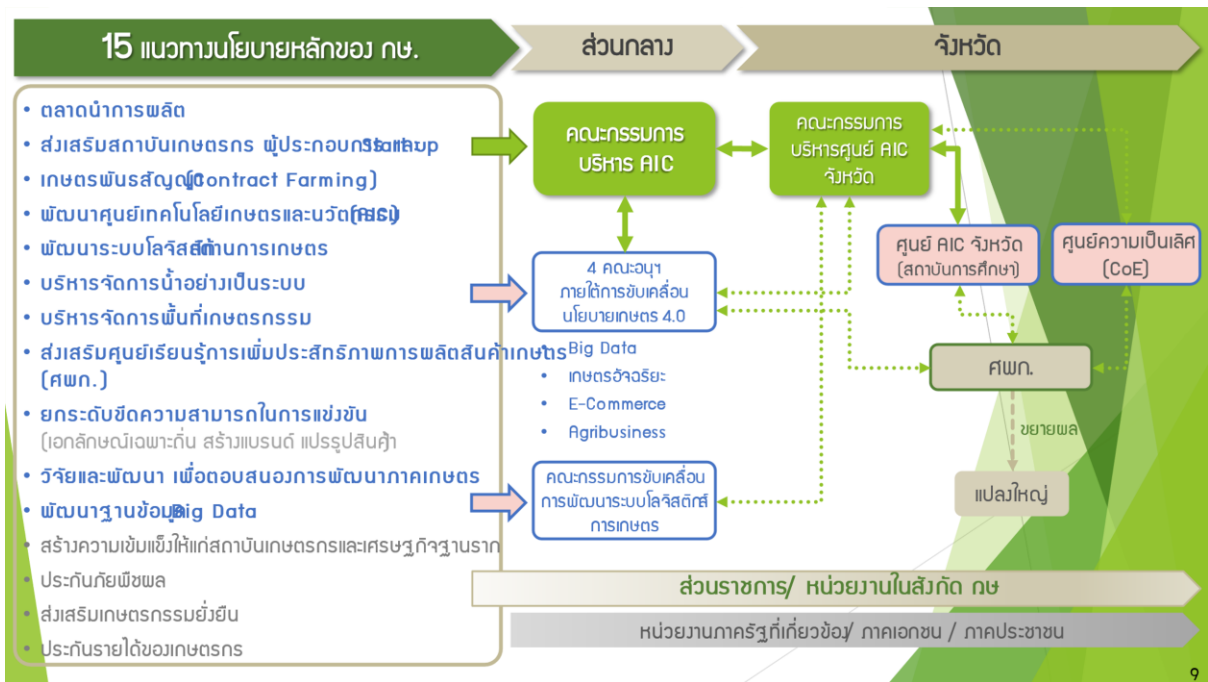 15 แนวทางนโยบายหลักของ กษ.
ส่วนกลาง
จังหวัด
• ตลาดนำการผลิต
• ส่งเสริมสถาบันเกษตรกร ผู้ประกอบการ และ Start up
• เกษตรพันธสัญญา (Contract Farming)
• พัฒนาศูนย์เทคโนโลยีเกษตรและนวัตกรรม (AIC)
• พัฒนาระบบโลจิสติกส์ด้านการเกษตร
• บริหารจัดการน้ำอย่างเป็นระบบ
• บริหารจัดการพื้นที่เกษตรกรรม
• ส่งเสริมศูนย์เรียนรู้การเพิ่มประสิทธิภาพการผลิตสินค้าเกษตร
(ศพก.)
• ยกระดับขีดความสามารถในการแข่งขัน
(เอกลักษณ์เฉพาะถิ่น สร้างแบรนด์ แปรรูปสินค้า)
• วิจัยและพัฒนา เพื่อตอบสนองการพัฒนาภาคเกษตร
• พัฒนาฐานข้อมูล Big Data
• สร้างความเข้มแข็งให้แก่สถาบันเกษตรกรและเศรษฐกิจฐานราก
• ประกันภัยพืชผล
• ส่งเสริมเกษตรกรรมยั่งยืน
• ประกันรายได้ของเกษตรกร
คณะกรรมการ
บริหาร AIC
4 คณะอนุฯ
ภายใต้การขับเคลื่อน
นโยบายเกษตร 4.0
• Big Data
• เกษตรอัจฉริยะ
• E-Commerce
• Agribusiness
คณะกรรมการขับเคลื่อน
การพัฒนาระบบโลจิสติกส์
การเกษตร
คณะกรรมการ
บริหารศูนย์ AIC
จังหวัด
ศูนย์ AIC จังหวัด
(สถาบันการศึกษา)
ศูนย์ความเป็นเลิศ
(CoE)
ศพก.
ขยายผล
แปลงใหญ่
ส่วนราชการ/ หน่วยงานในสังกัด กษ
หน่วยงานภาครัฐที่เกี่ยวข้อง/ ภาคเอกชน / ภาคประชาชน
9